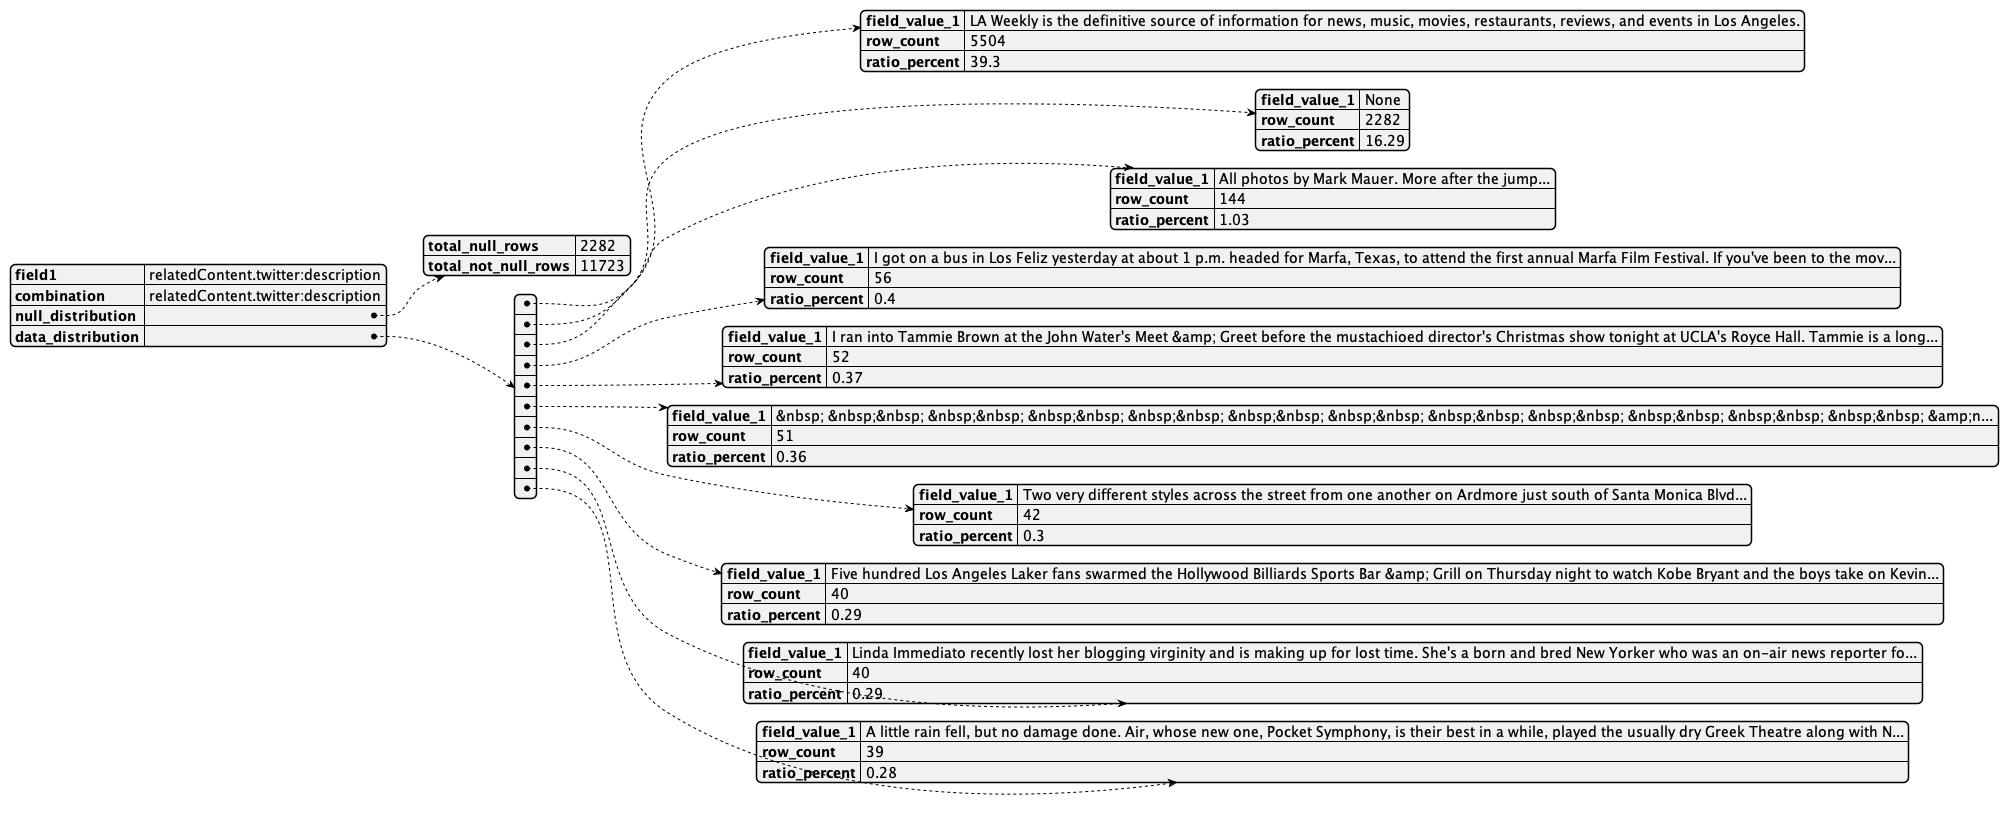 field1 relatedContent.twitter:description
combination relatedContent.twitter:description
null_distribution
data_distribution
total_null_rows 2282
total_not_null_rows 11723
field_value_1 LA Weekly is the definitive source of information for news, music, movies, restaurants, reviews, and events in Los Angeles.
row_count 5504
ratio_percent 39.3
field_value_1 None
row_count 2282
ratio_percent 16.29
field_value_1 All photos by Mark Mauer. More after the jump...
row_count 144
ratio_percent 1.03
field_value_1 I got on a bus in Los Feliz yesterday at about 1 p.m. headed for Marfa, Texas, to attend the first annual Marfa Film Festival. If you've been to the mov...
row_count 56
ratio_percent 0.4
field_value_1 I ran into Tammie Brown at the John Water's Meet &amp; Greet before the mustachioed director's Christmas show tonight at UCLA's Royce Hall. Tammie is a long...
row_count 52
ratio_percent 0.37
field_value_1 &nbsp; &nbsp;&nbsp; &nbsp;&nbsp; &nbsp;&nbsp; &nbsp;&nbsp; &nbsp;&nbsp; &nbsp;&nbsp; &nbsp;&nbsp; &nbsp;&nbsp; &nbsp;&nbsp; &nbsp;&nbsp; &nbsp;&nbsp; &amp;n...
row_count 51
ratio_percent 0.36
field_value_1 Two very different styles across the street from one another on Ardmore just south of Santa Monica Blvd...
row_count 42
ratio_percent 0.3
field_value_1 Five hundred Los Angeles Laker fans swarmed the Hollywood Billiards Sports Bar &amp; Grill on Thursday night to watch Kobe Bryant and the boys take on Kevin...
row_count 40
ratio_percent 0.29
field_value_1 Linda Immediato recently lost her blogging virginity and is making up for lost time. She's a born and bred New Yorker who was an on-air news reporter fo...
row_count 40
ratio_percent 0.29
field_value_1 A little rain fell, but no damage done. Air, whose new one, Pocket Symphony, is their best in a while, played the usually dry Greek Theatre along with N...
row_count 39
ratio_percent 0.28